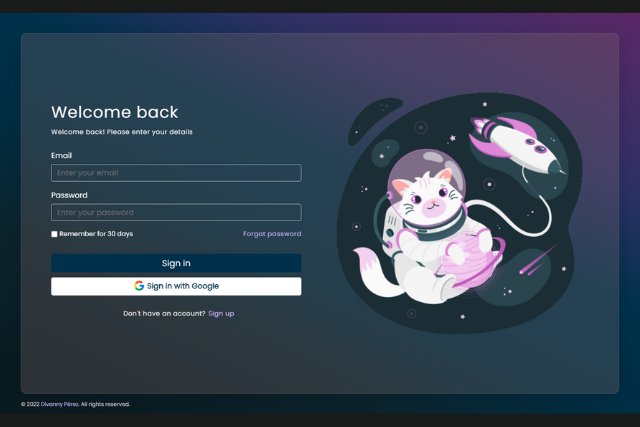 Welcome back
Welcome back! Please enter your details
Email
Enter your email
Password
Enter your password
Remember for 30 days
Forgot password
Sign in
Sign in with Google
Don't have an account? Sign up
© 2022 Divanny Pérez. All rights reserved.